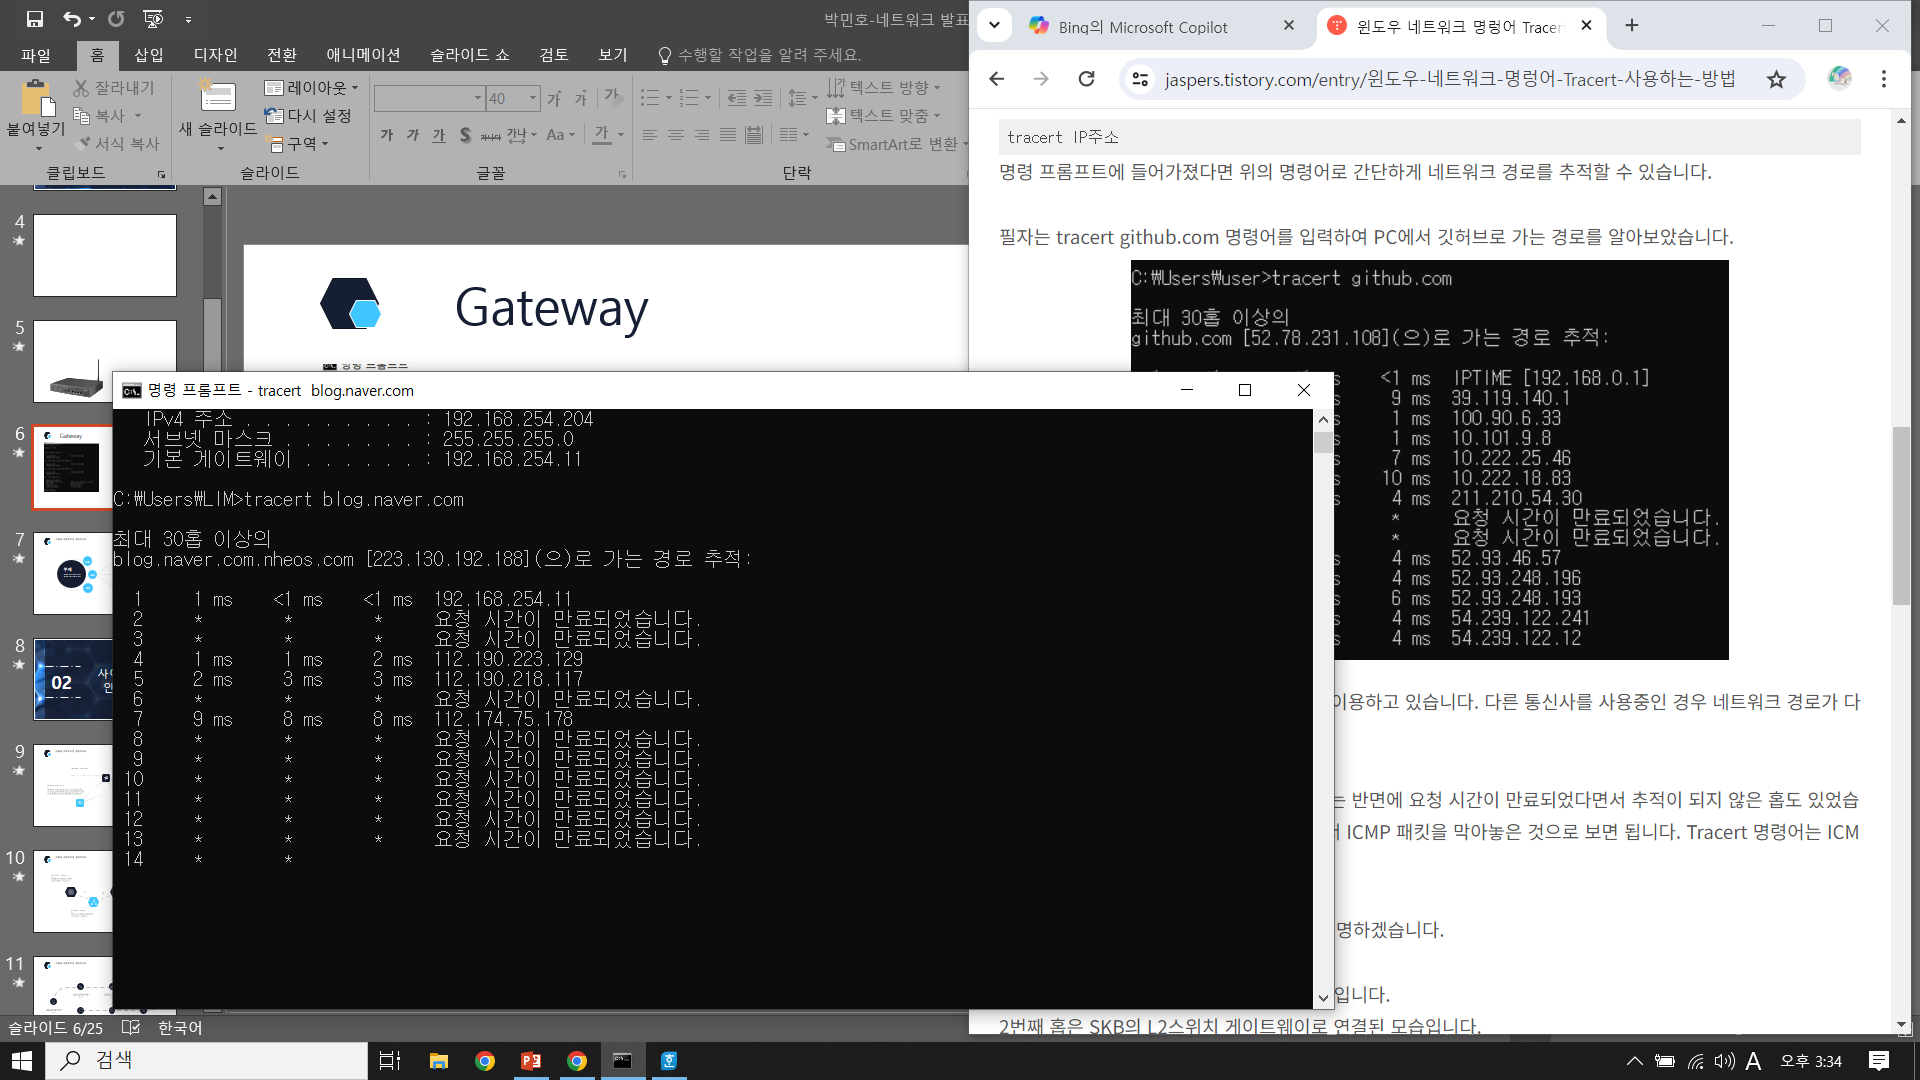 박민호-네트워크 발표
파일 홈 삽입 디자인 전환 애니메이션 슬라이드 쇼 검토 보기 수행할 작업을 알려 주세요.
붙여넣기
잘라내기
복사
서식 복사
클립보드
새 슬라이드
레이아웃
다시 설정
구역
슬라이드
40
가 가 가 S 간낙 Aa 가
글꼴
텍스트 방향
텍스트 맞춤
SmartArt로 변환
단락
4
5
6
7
8
02
9
10
11
Gateway
Gateway
명령 프롬프트 - tracert  blog.naver.com
IPv4 주소 . . . . . . . . . : 192.168.254.204
서브넷 마스크 . . . . . . . : 255.255.255.0
기본 게이트웨이 . . . . . . : 192.168.254.11
C:₩Users₩LIM>tracert blog.naver.com
최대 30홉 이상의
blog.naver.com.nheos.com [223.130.192.188](으)로 가는 경로 추적:
1 1 ms <1 ms <1 ms 192.168.254.11
2 * * * 요청 시간이 만료되었습니다.
3 * * * 요청 시간이 만료되었습니다.
4 1 ms 1 ms 2 ms 112.190.223.129
5 2 ms 3 ms 3 ms 112.190.218.117
6 * * * 요청 시간이 만료되었습니다.
7 9 ms 8 ms 8 ms 112.174.75.178
8 * * * 요청 시간이 만료되었습니다.
9 * * * 요청 시간이 만료되었습니다.
10 * * * 요청 시간이 만료되었습니다.
11 * * * 요청 시간이 만료되었습니다.
12 * * * 요청 시간이 만료되었습니다.
13 * * * 요청 시간이 만료되었습니다.
14 * *
Bing의 Microsoft Copilot
윈도우 네트워크 명렁어 Tracer
jaspers.tistory.com/entry/윈도우-네트워크-명렁어-Tracert-사용하는-방법
tracert IP주소
명령 프롬프트에 들어가졌다면 위의 명령어로 간단하게 네트워크 경로를 추적할 수 있습니다.
필자는 tracert github.com 명령어를 입력하여 PC에서 깃허브로 가는 경로를 알아보았습니다.
C:₩Users₩user>tracert github.com
최대 30홉 이상의
github.com [52.78.231.108](으)로 가는 경로 추적:
<1 ms IPTIME [192.168.0.1]
9 ms 39.119.140.1
1 ms 100.90.6.33
1 ms 10.101.9.8
7 ms 10.222.25.46
10 ms 10.222.18.83
4 ms 211.210.54.30
* 요청 시간이 만료되었습니다.
* 요청 시간이 만료되었습니다.
4 ms 52.93.46.57
4 ms 52.93.248.196
6 ms 52.93.248.193
4 ms 54.239.122.241
4 ms 54.239.122.12
이용하고 있습니다. 다른 통신사를 사용중인 경우 네트워크 경로가 다
는 반면에 요청 시간이 만료되었다면서 추적이 되지 않은 홉도 있었습
ICMP 패킷을 막아놓은 것으로 보면 됩니다. Tracert 명령어는 ICM
명하겠습니다.
입니다.
2번째 홉은 SKB의 L2스위치 게이트웨이로 연결된 모습입니다.
슬라이드 6/25 한국어
검색
A 오후 3:34